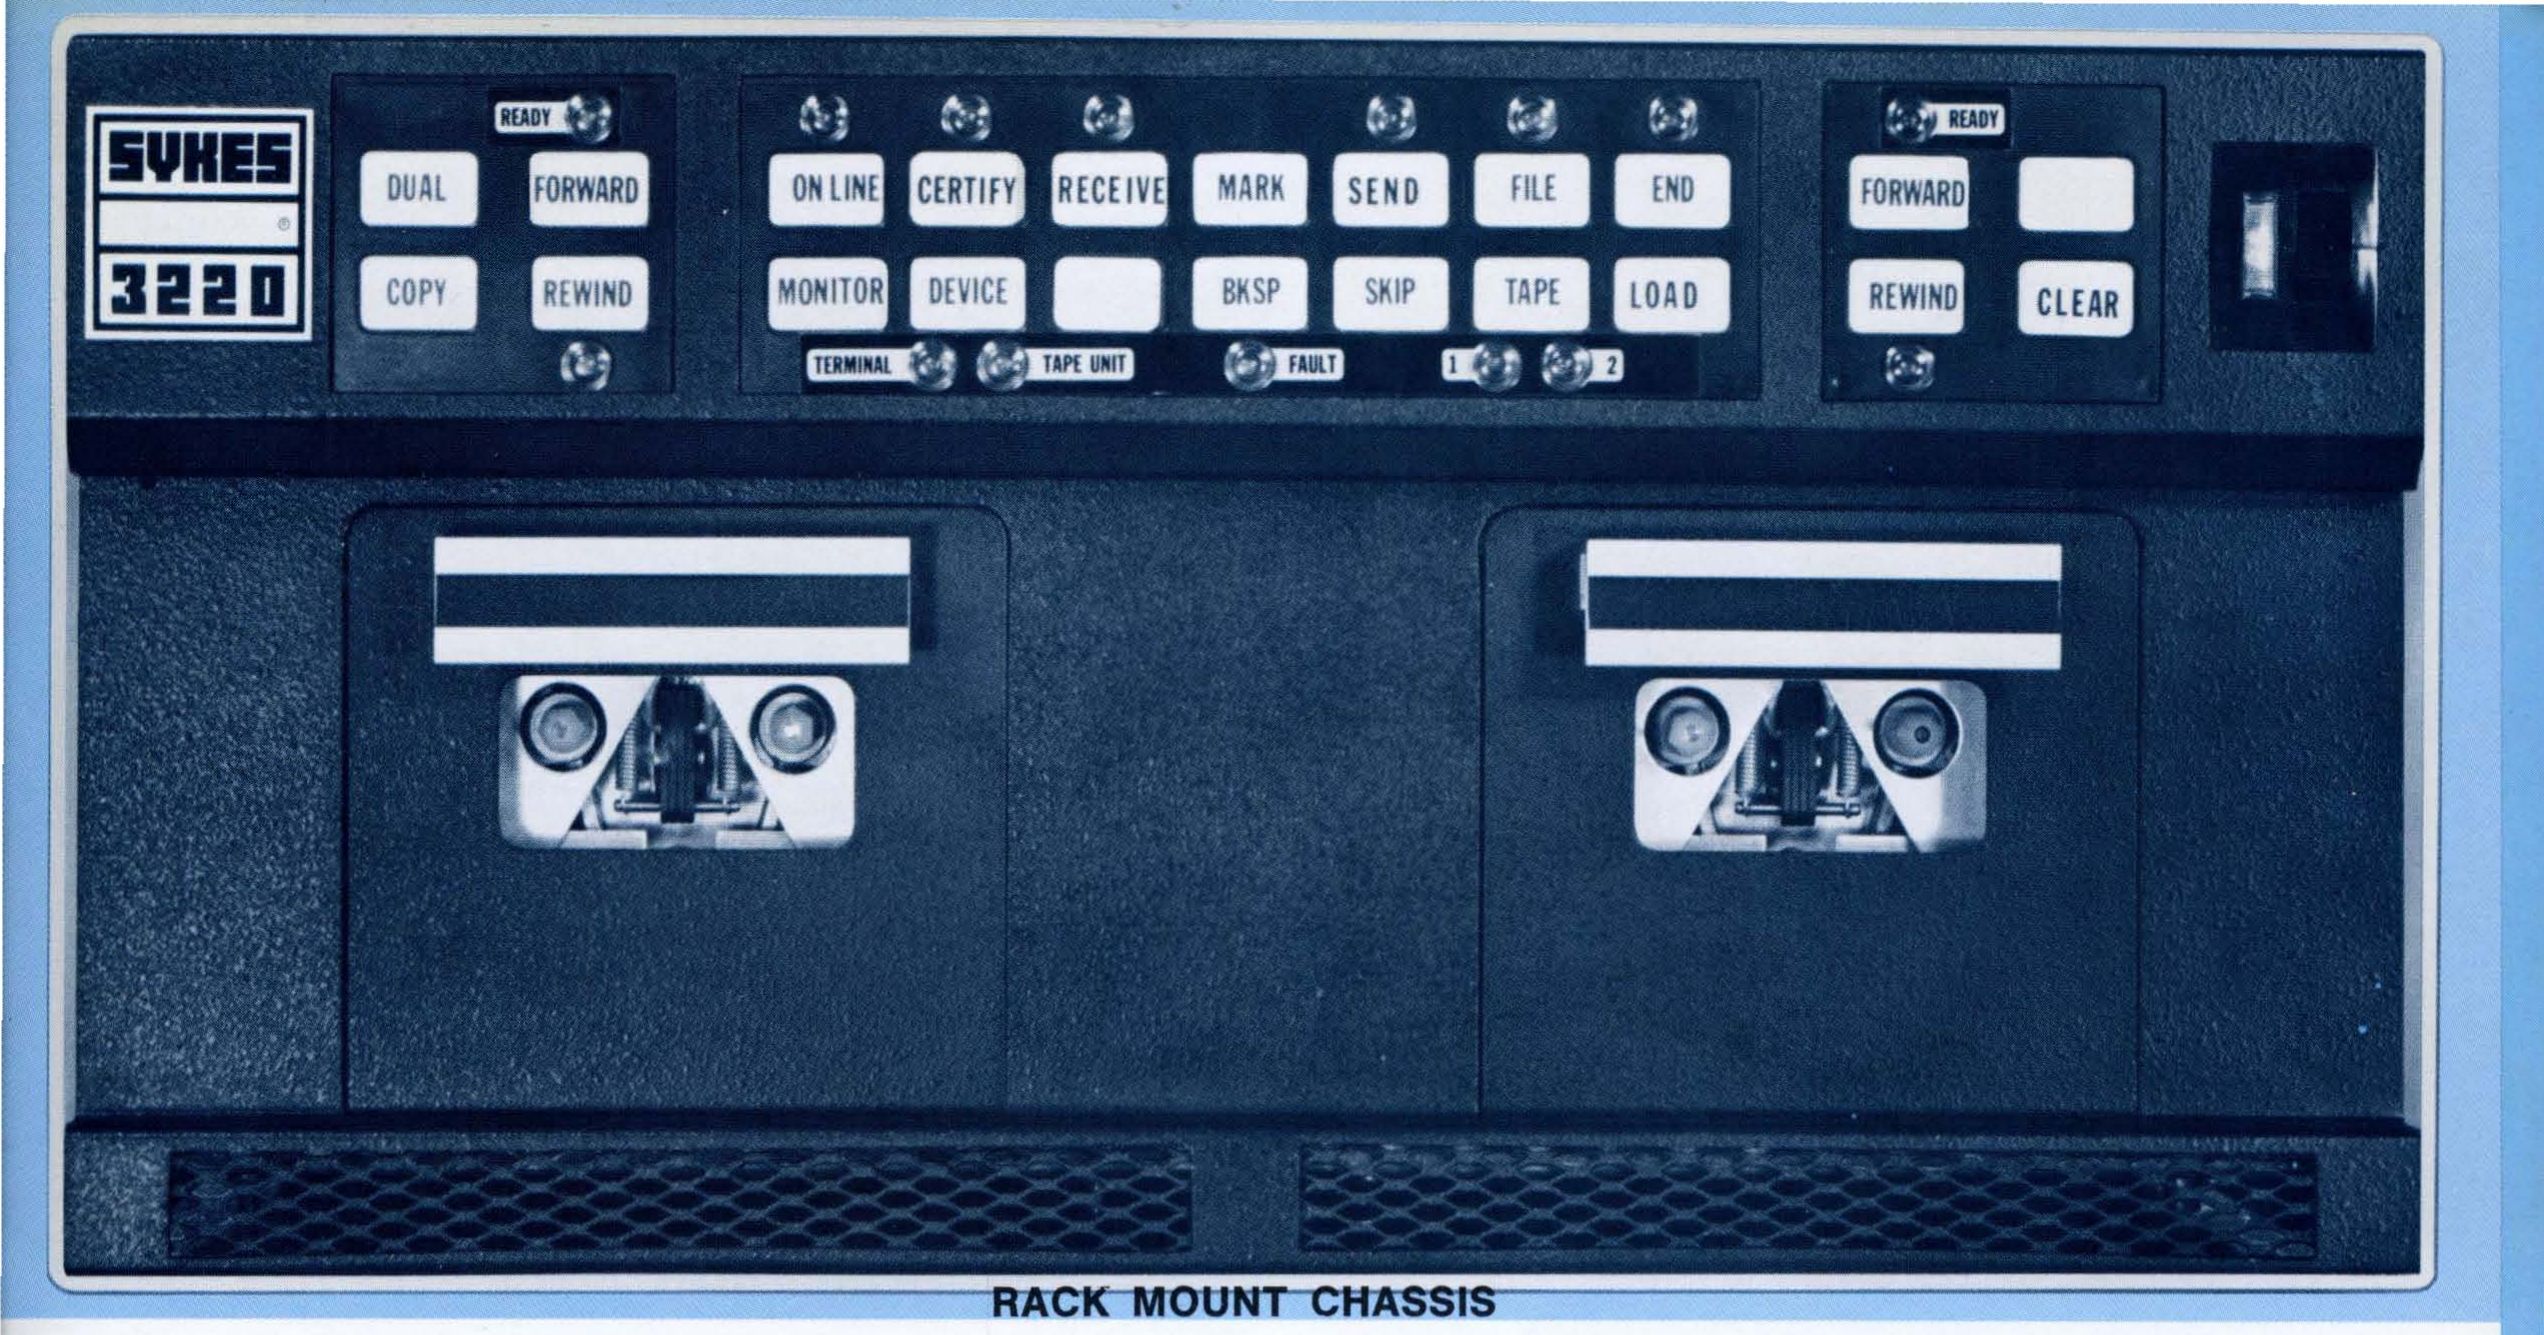 SYKES
®
3220
READY
DUAL FORWARD
COPY REWIND
ON LINE CERTIFY RECEIVE MARK SEND FILE END
MONITOR DEVICE BKSP SKIP TAPE LOAD
TERMINAL TAPE UNIT FAULT 1 2
READY
FORWARD
REWIND CLEAR
RACK MOUNT CHASSIS